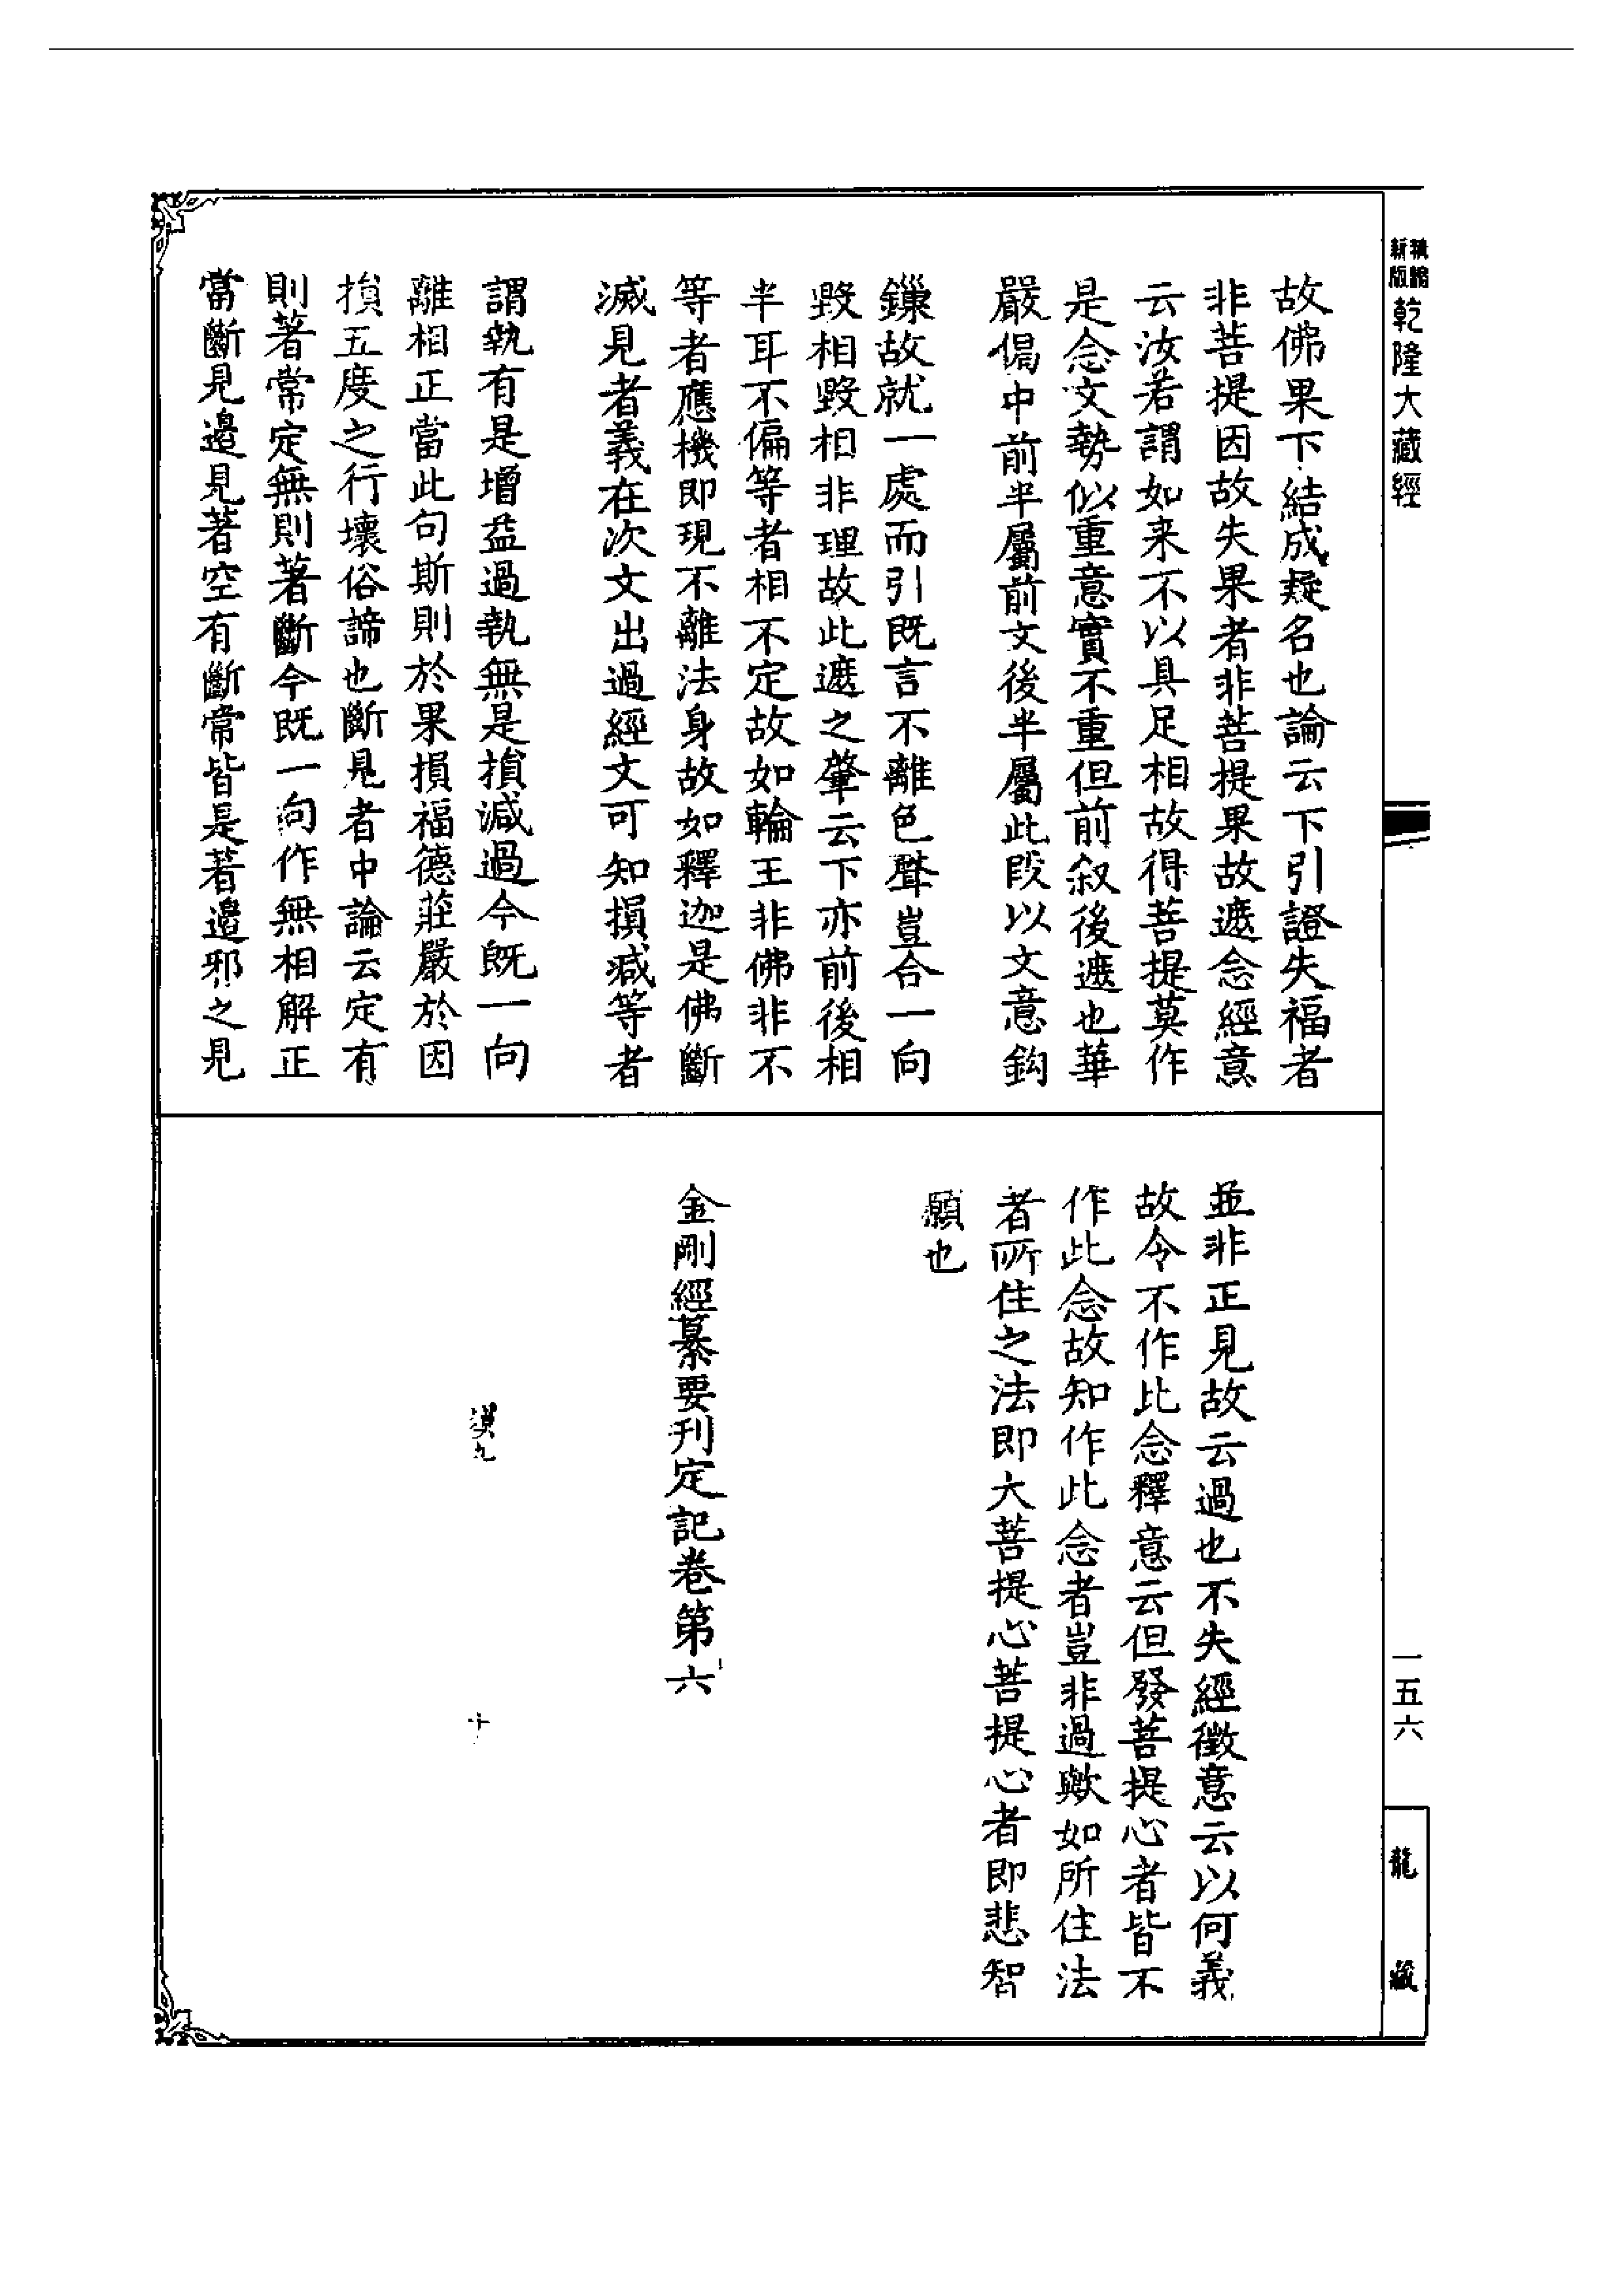 新版
乾隆大藏經
一五六
龍藏
故佛果下結成疑名也論云下引證失福者
非菩提因故失果者非菩提果故遮念經意
云汝若謂如来不以具足相故得菩提莫作
是念文勢似重意實不重但前叙後遮也華
嚴偈中前半屬前文後半屬此段以文意鈎
鏁故就一處而引既言不離色聲豈合一向
毀相毀相非理故此遮之肇云下亦前後相
半耳不偏等者相不定故如輪王非佛非不
等者應機即現不離法身故如釋迦是佛斷
滅見者義在次文出過經文可知損減等者
謂執有是增益過執無是損減過今既一向
離相正當此句斯則於果損福德莊嚴於因
損五度之行壞俗諦也斷見者中論云定有
則著常定無則著斷今既一向作無相解正
當斷見邉見著空有斷常皆是著邉邪之見
並非正見故云過也不失經徵意云以何義
故令不作此念釋意云但發菩提心者皆不
作此念故知作此念者豈非過歟如所住法
者所住之法即大菩提心菩提心者即悲智
願也
金剛經纂要刊定記卷第六
漠九
十